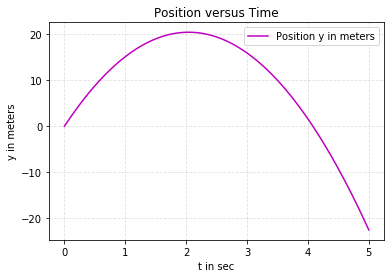 Position versus Time
Position y in meters
y in meters
20
10
0
−10
−20
0 1 2 3 4 5
t in sec